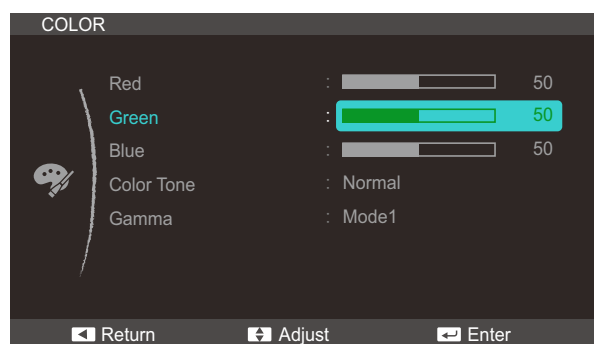 COLOR
Red : 50
Green : 50
Blue : 50
Color Tone : Normal
Gamma : Mode1
Return Adjust Enter